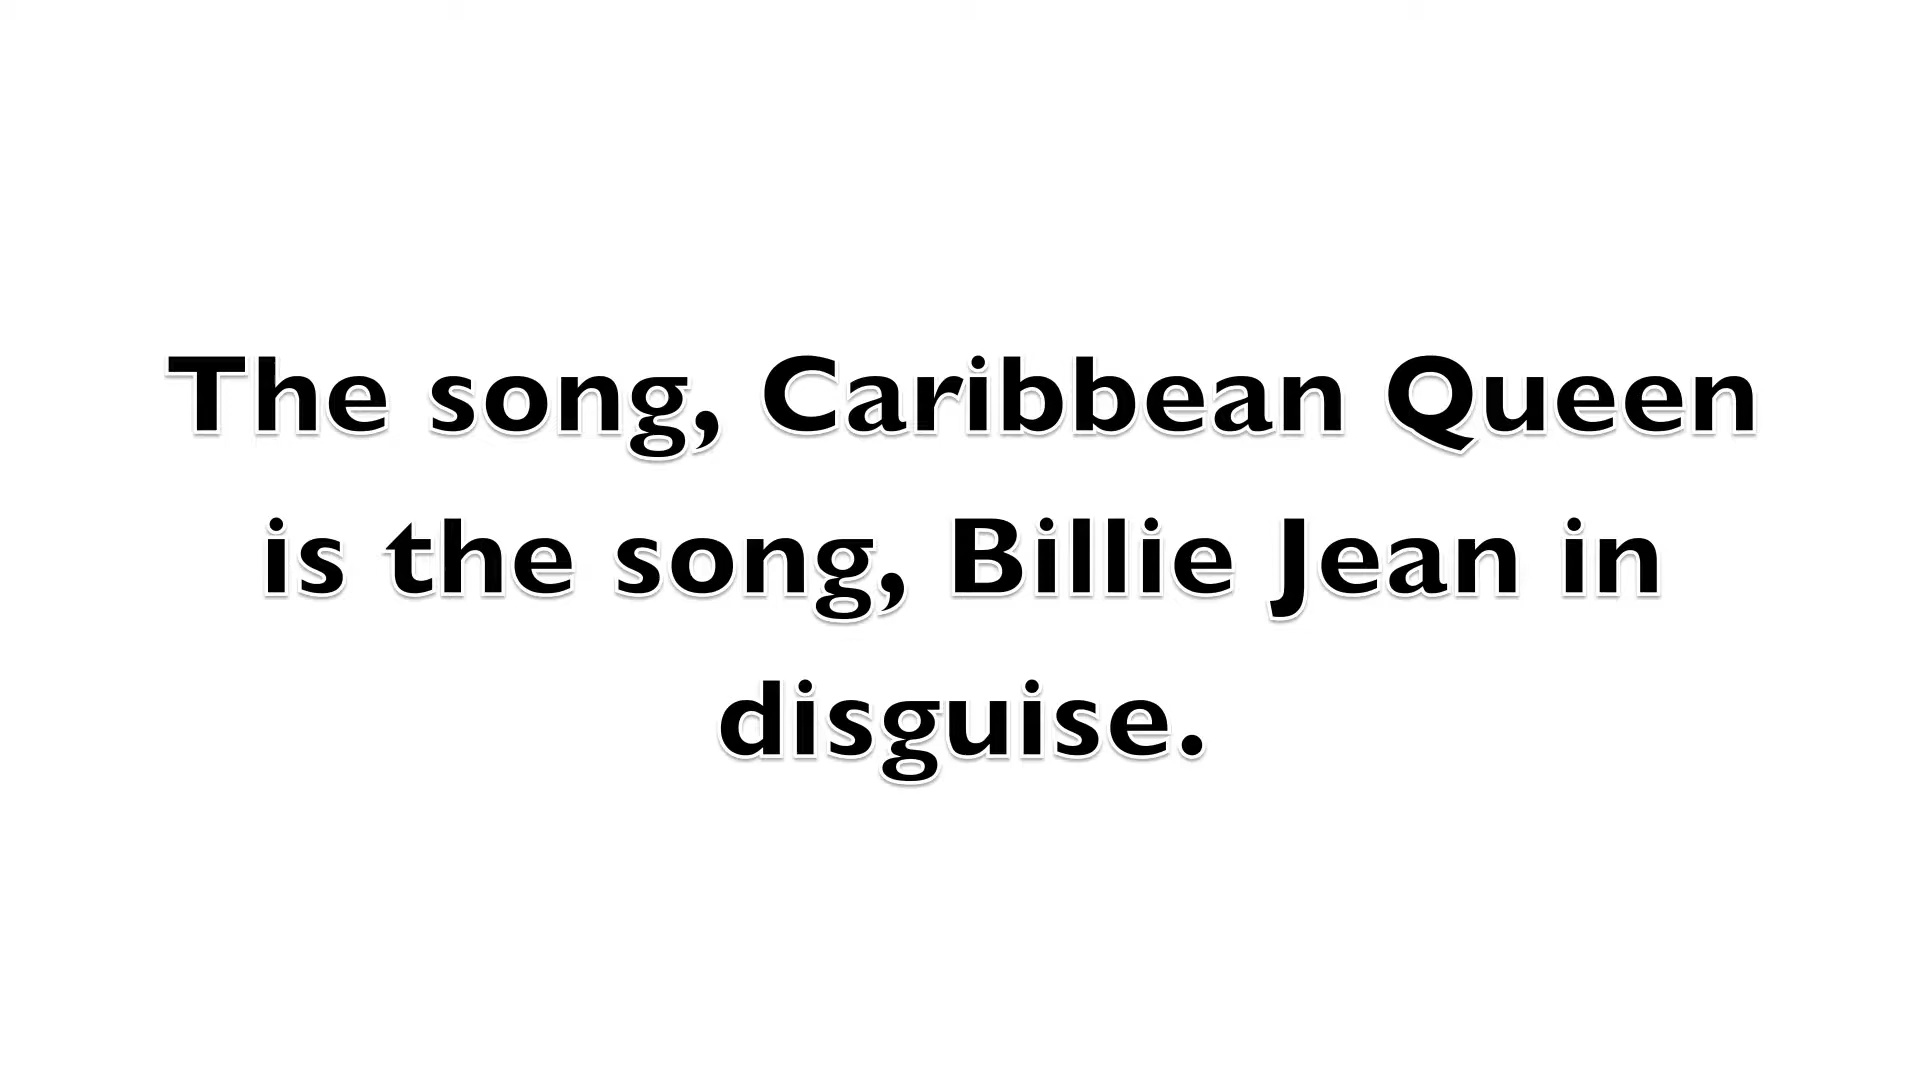 The song, Caribbean Queen
is the song, Billie Jean in
disguise.